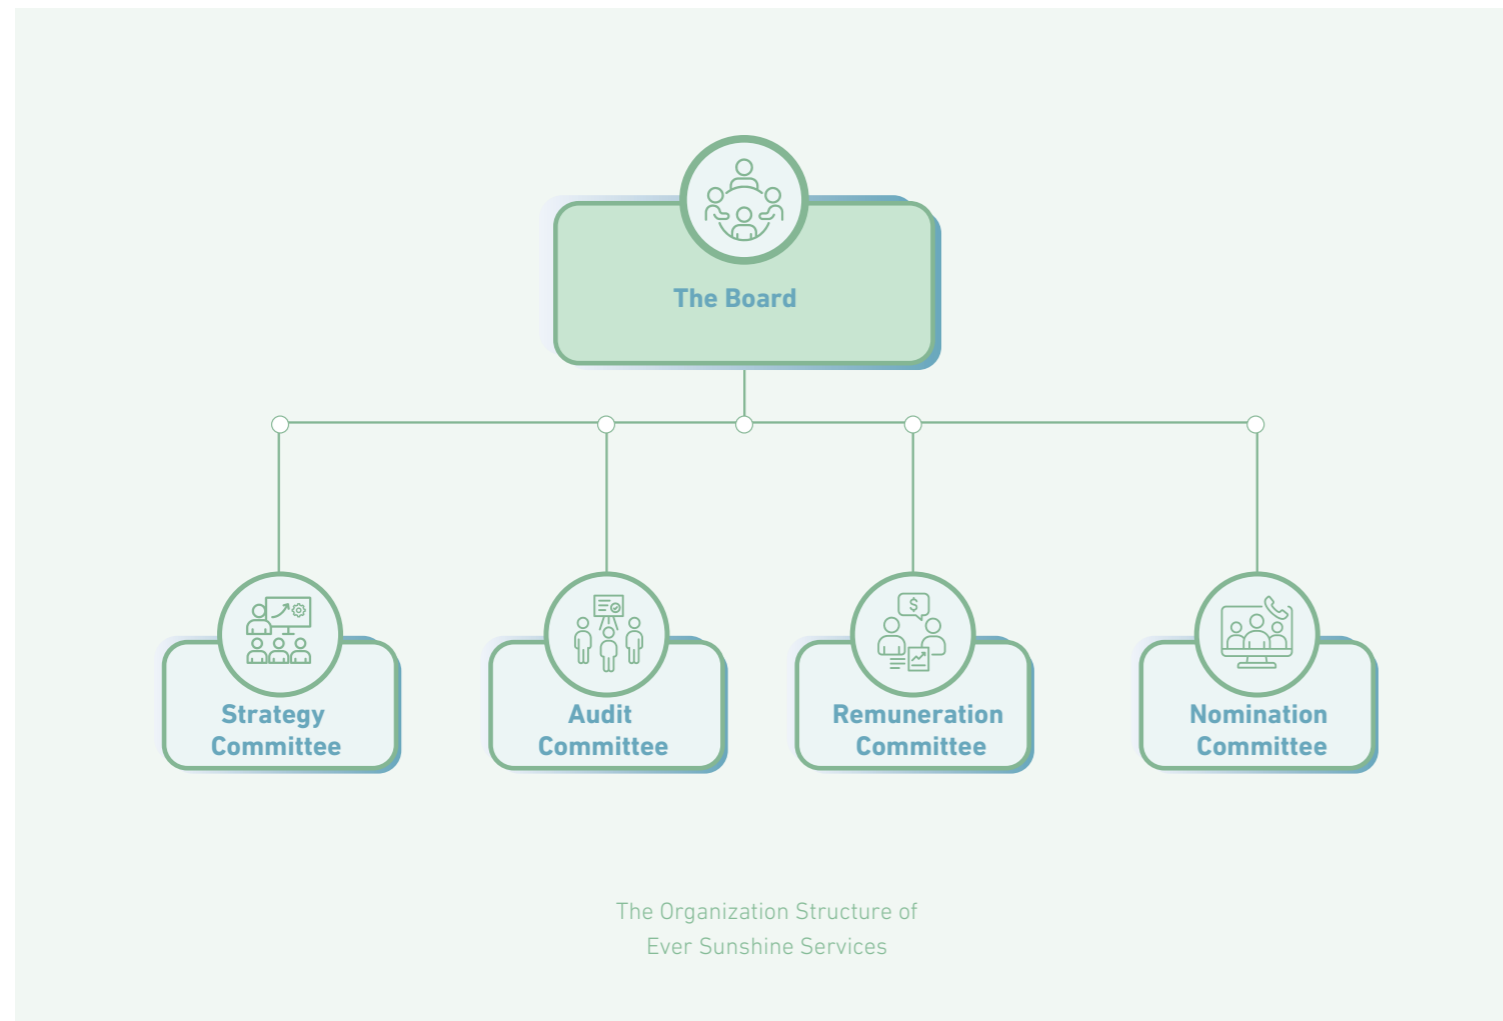 The Board
Strategy
Committee
Audit
Committee
$
Remuneration
Committee
Nomination
Committee
The Organization Structure of
Ever Sunshine Services